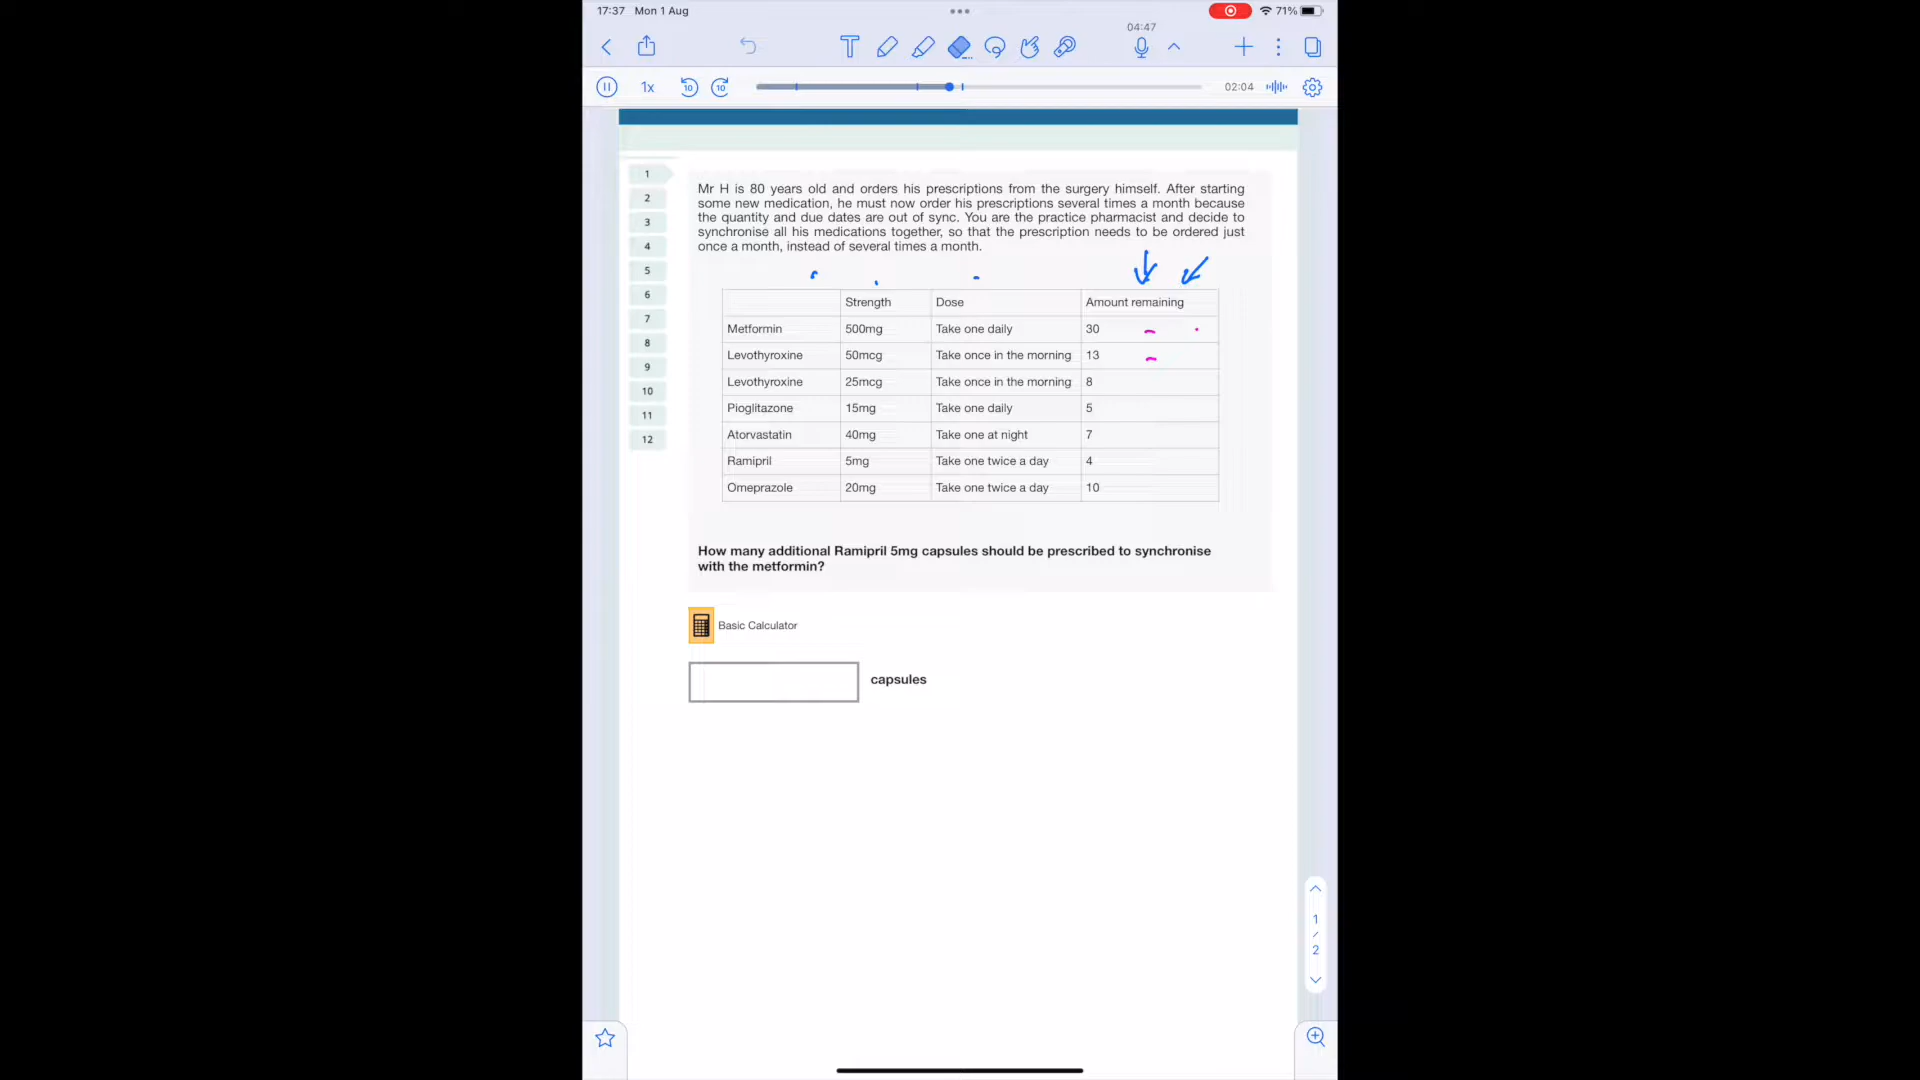 17:37 Mon 1 Aug
71%
04:47
1x
10
10
02:04
1
2
3
4
5
6
7
8
9
10
11
12
Mr H is 80 years old and orders his prescriptions from the surgery himself. After starting
some new medication, he must now order his prescriptions several times a month because
the quantity and due dates are out of sync. You are the practice pharmacist and decide to
synchronise all his medications together, so that the prescription needs to be ordered just
once a month, instead of several times a month.
Strength Dose Amount remaining
Metformin 500mg Take one daily 30
Levothyroxine 50mcg Take once in the morning 13
Levothyroxine 25mcg Take once in the morning 8
Pioglitazone 15mg Take one daily 5
Atorvastatin 40mg Take one at night 7
Ramipril 5mg Take one twice a day 4
Omeprazole 20mg Take one twice a day 10
How many additional Ramipril 5mg capsules should be prescribed to synchronise
with the metformin?
Basic Calculator
capsules
1
/
2